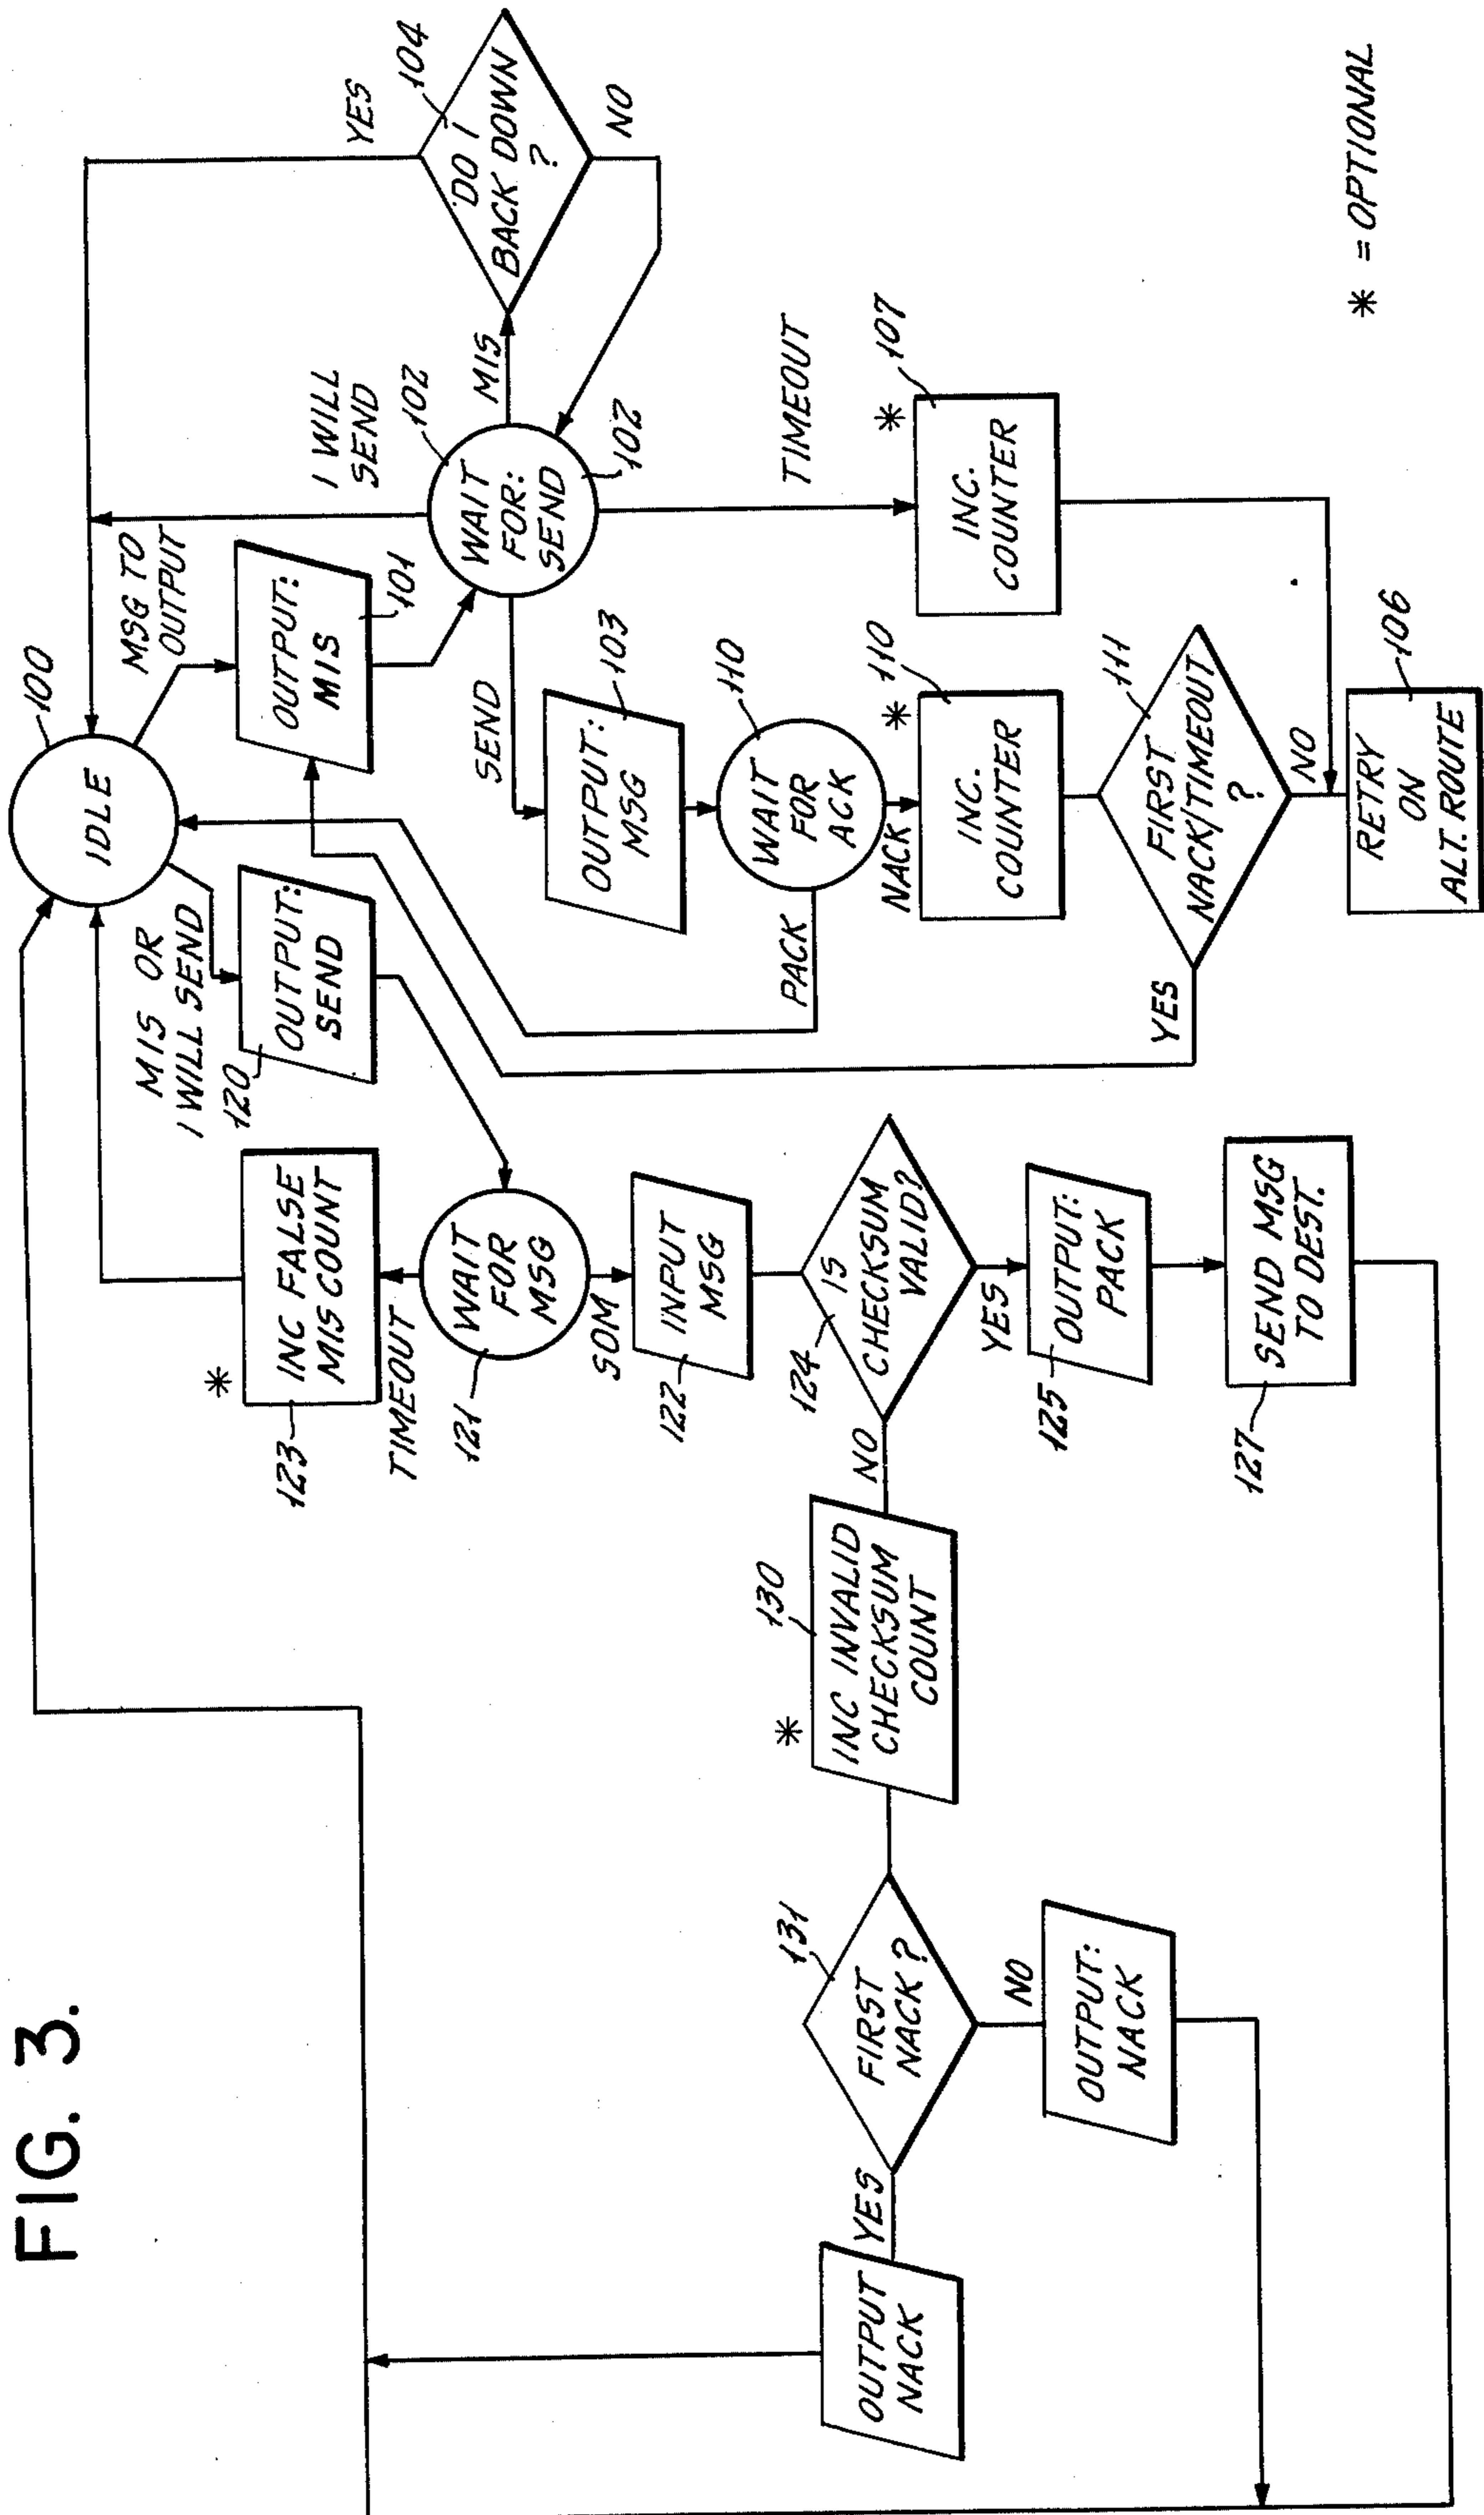 FIG. 3.
IDLE
100
MSG TO
OUTPUT
OUTPUT:
MIS
101
I WILL
SEND
WAIT
FOR:
SEND
102
102
MIS
DO I
BACK DOWN
?
104
YES
NO
SEND
OUTPUT:
MSG
103
TIMEOUT
*
INC.
COUNTER
107
WAIT
FOR
ACK
110
PACK
NACK
*
INC.
COUNTER
110
FIRST
NACK/TIMEOUT
?
111
YES
NO
RETRY
ON
ALT. ROUTE
106
* = OPTIONAL
MIS OR
I WILL SEND
OUTPUT:
SEND
120
*
INC FALSE
MIS COUNT
123
TIMEOUT
WAIT
FOR
MSG
121
SOM
INPUT
MSG
122
IS
CHECKSUM
VALID?
124
NO
YES
OUTPUT:
PACK
125
SEND MSG
TO DEST.
127
*
INC INVALID
CHECKSUM
COUNT
130
FIRST
NACK?
131
YES
NO
OUTPUT
NACK
OUTPUT:
NACK